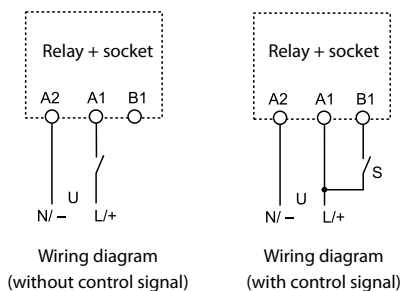 Relay + socket
A2 A1 B1
U
N/ – L/+
Wiring diagram
(without control signal)
Relay + socket
A2 A1 B1
S
U
N/ – L/+
Wiring diagram
(with control signal)